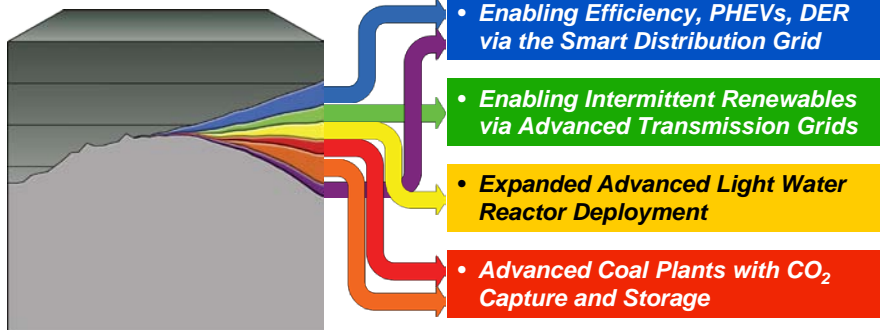 • Enabling Efficiency, PHEVs, DER
via the Smart Distribution Grid
• Enabling Intermittent Renewables
via Advanced Transmission Grids
• Expanded Advanced Light Water
Reactor Deployment
• Advanced Coal Plants with CO₂
Capture and Storage